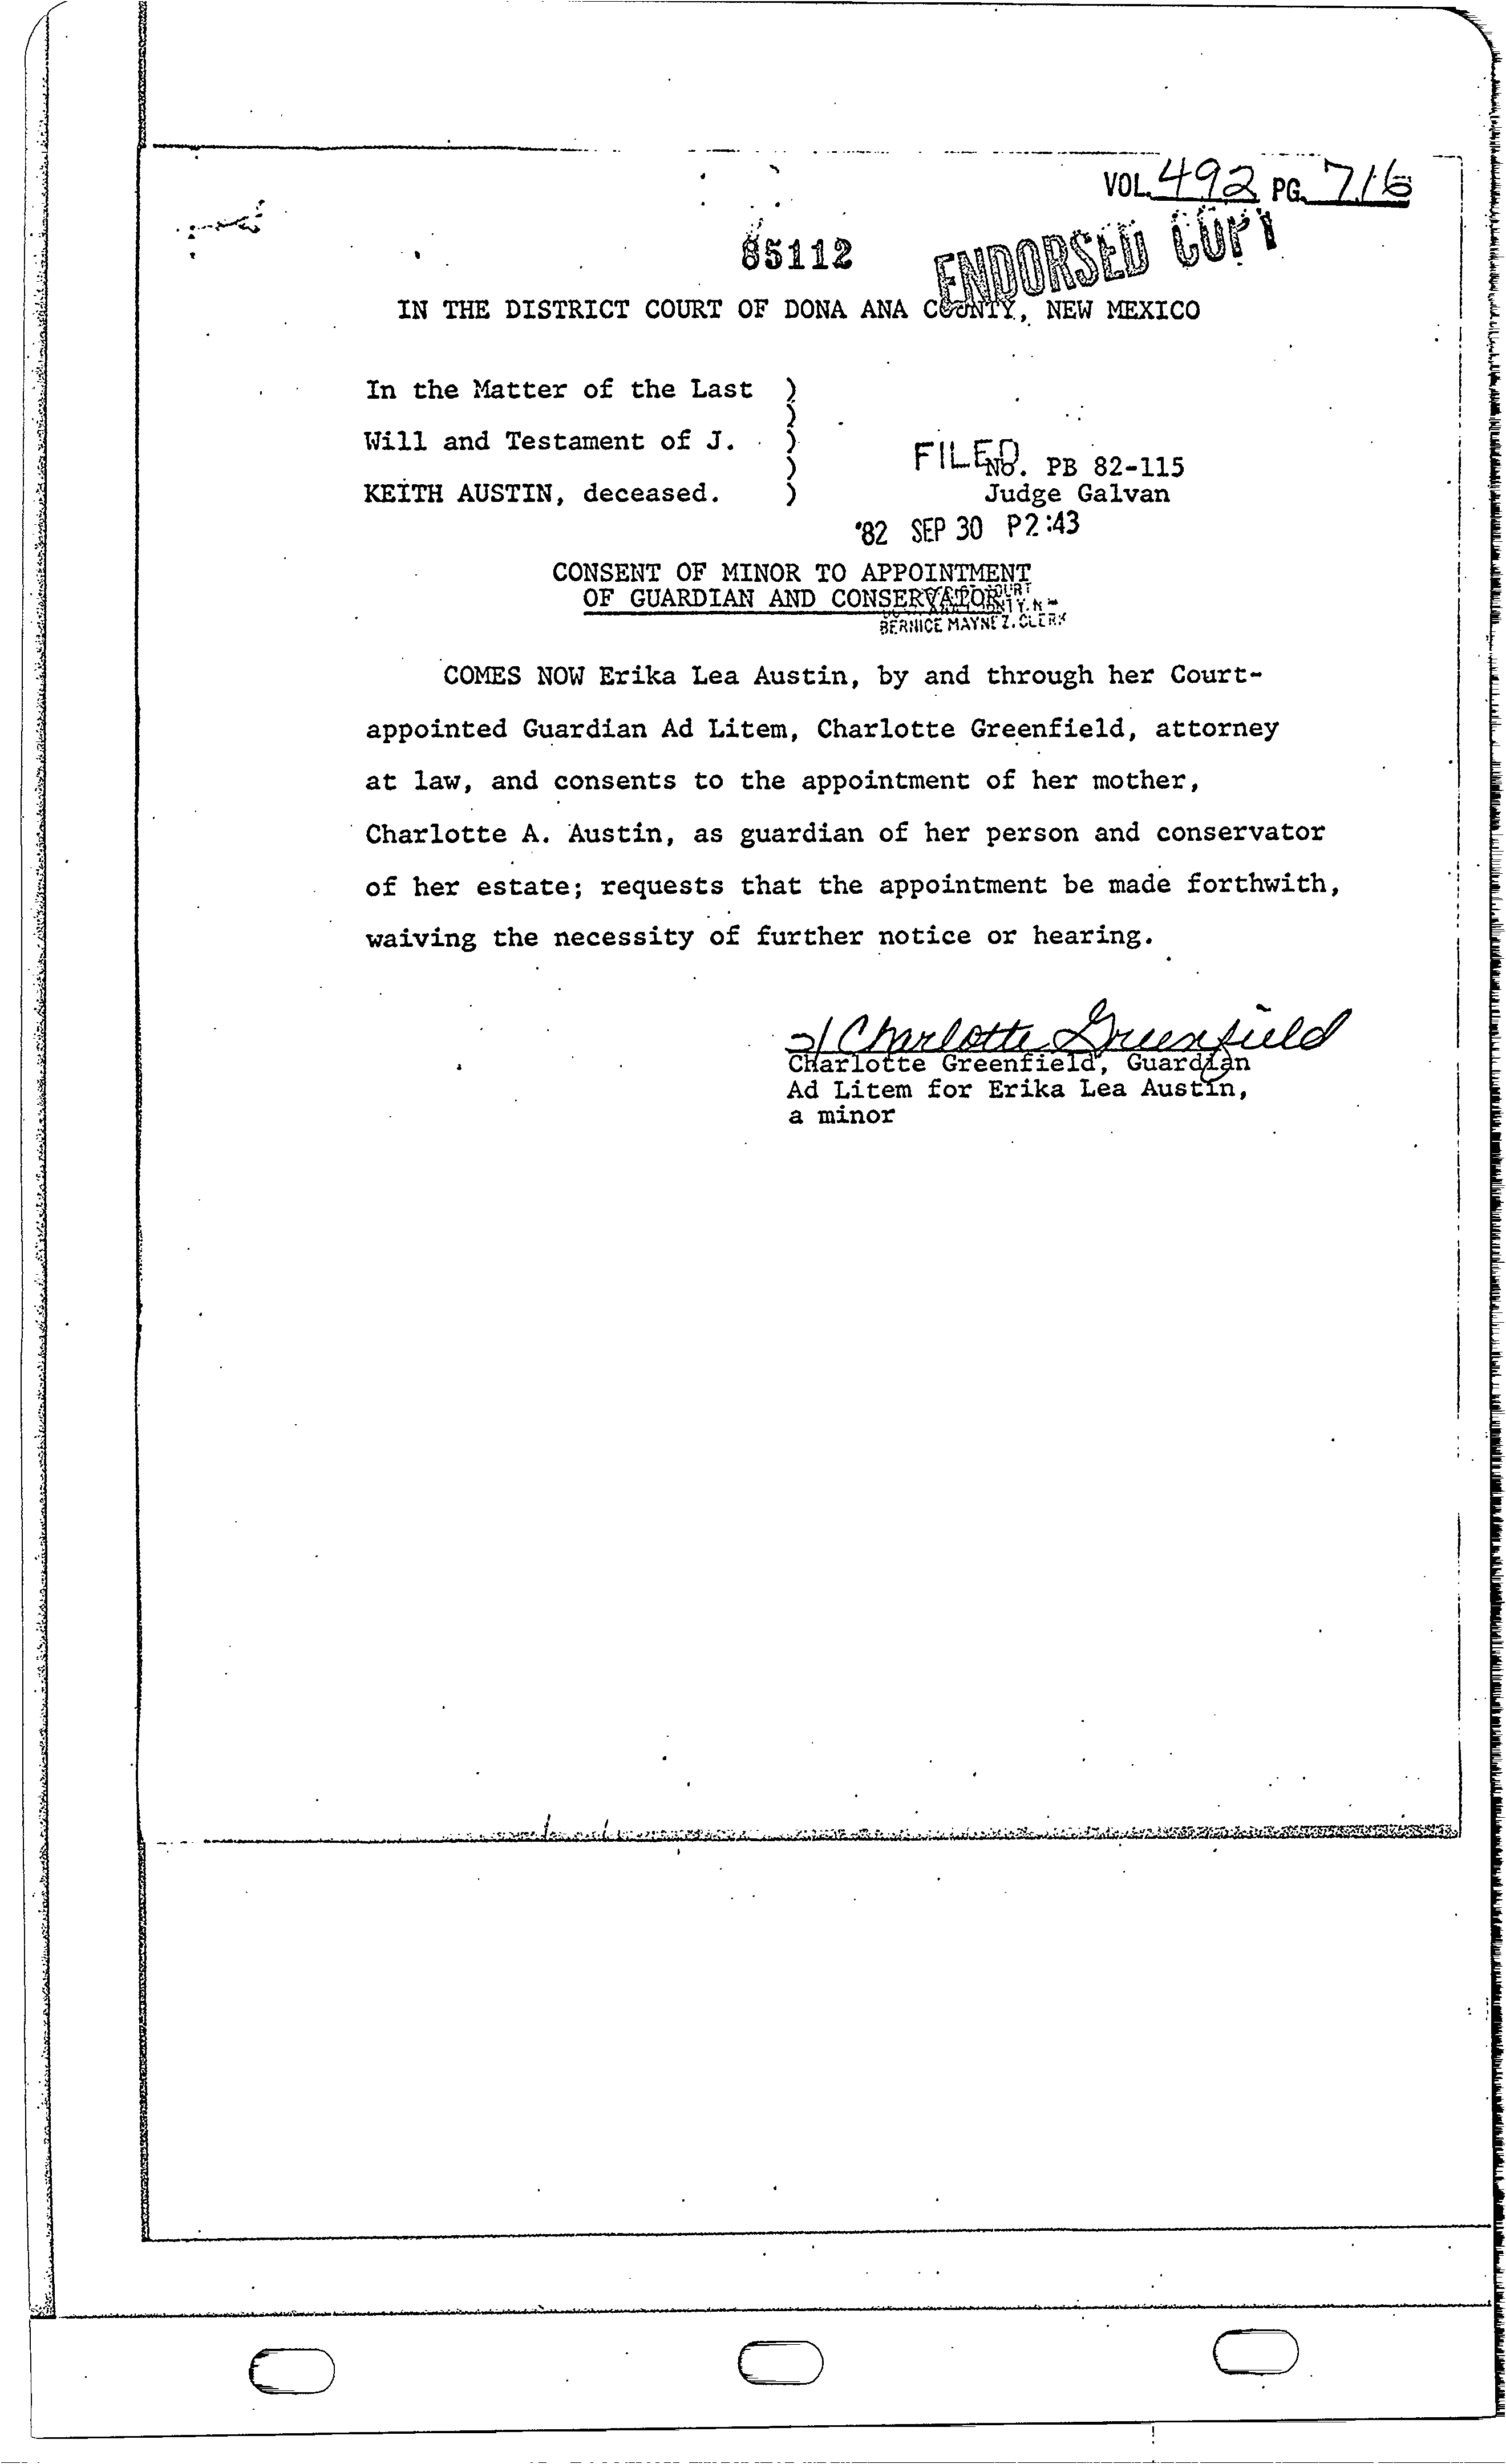 VOL. 492 PG. 716
85112
ENDORSED COPY
IN THE DISTRICT COURT OF DONA ANA COUNTY, NEW MEXICO
In the Matter of the Last )
)
Will and Testament of J. )
)
KEITH AUSTIN, deceased. )
FILED
NO. PB 82-115
Judge Galvan
'82 SEP 30 P2:43
CONSENT OF MINOR TO APPOINTMENT
OF GUARDIAN AND CONSERVATOR
BERNICE MAYNEZ. CLERK
COMES NOW Erika Lea Austin, by and through her Court-
appointed Guardian Ad Litem, Charlotte Greenfield, attorney
at law, and consents to the appointment of her mother,
Charlotte A. Austin, as guardian of her person and conservator
of her estate; requests that the appointment be made forthwith,
waiving the necessity of further notice or hearing.
s/ Charlotte Greenfield
Charlotte Greenfield, Guardian
Ad Litem for Erika Lea Austin,
a minor